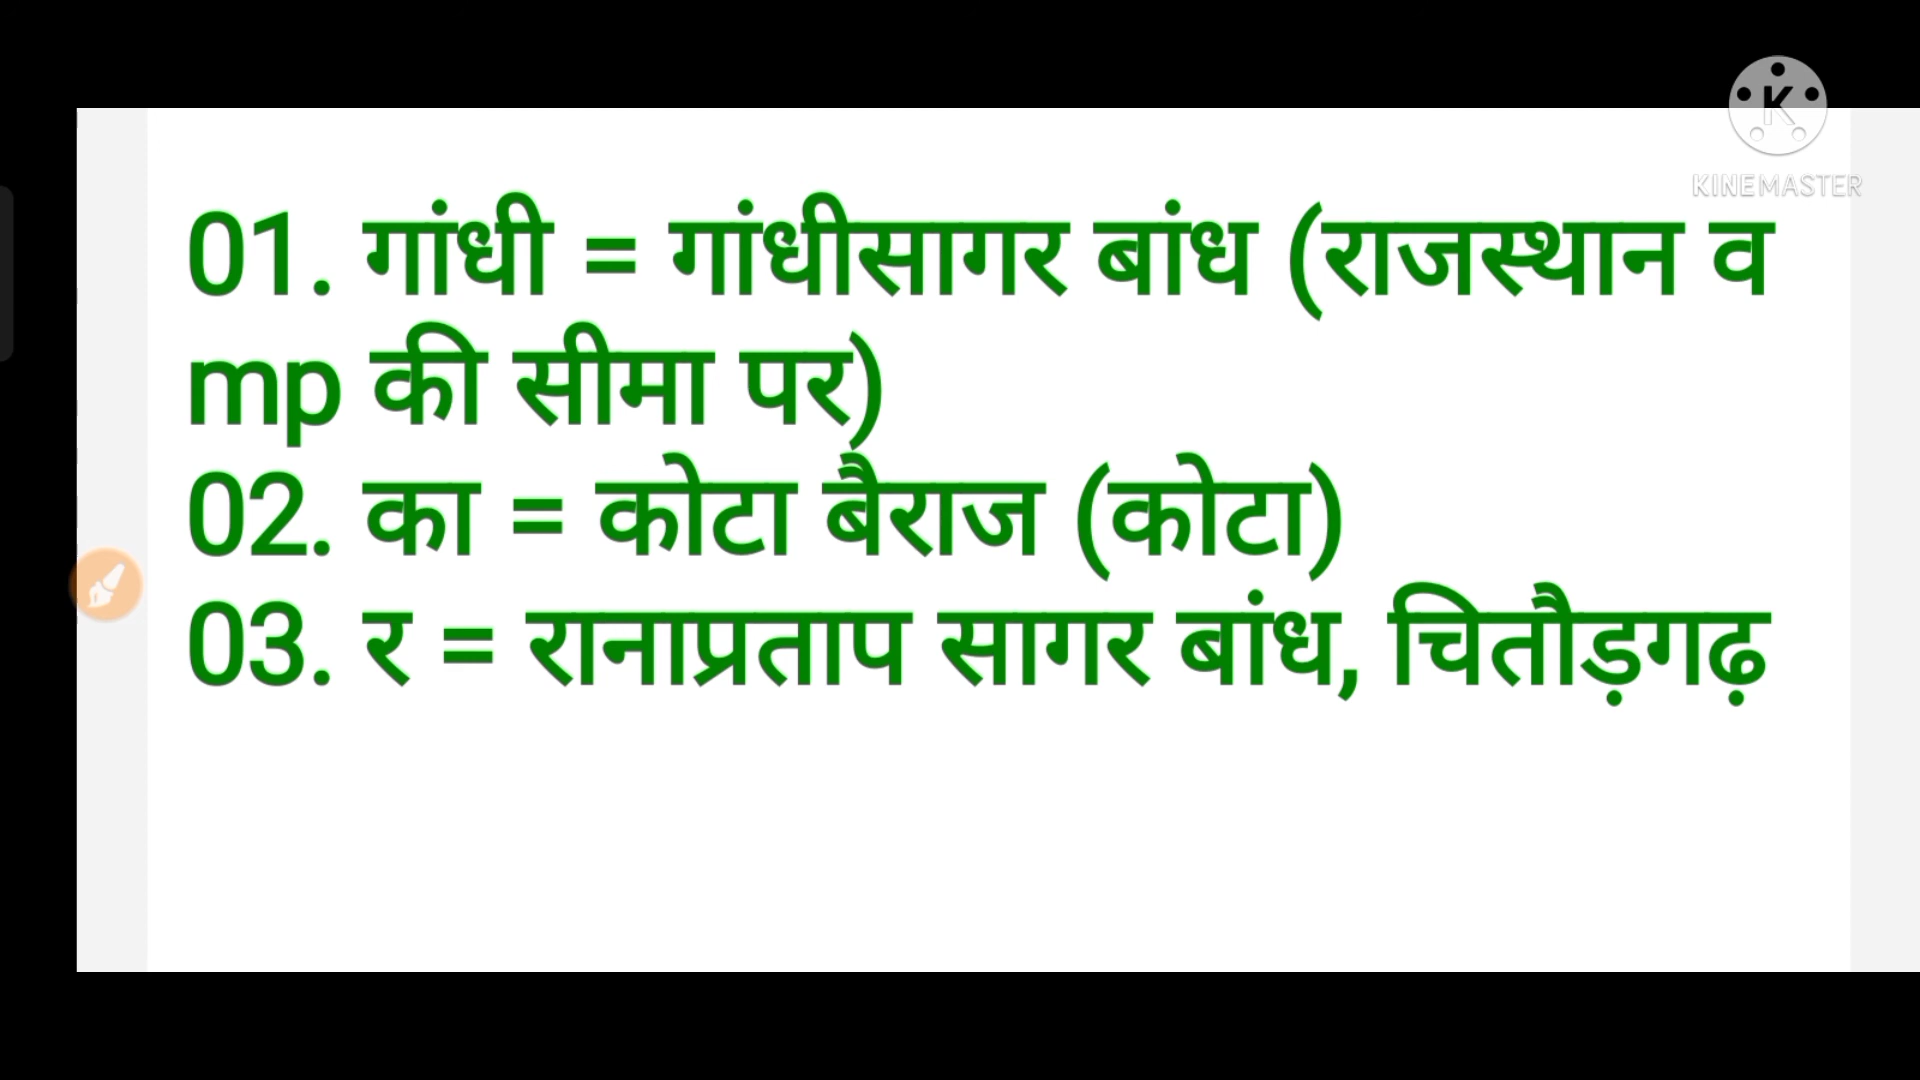 KINEMASTER
01. गांधी = गांधीसागर बांध (राजस्थान व
mp की सीमा पर)
02. का = कोटा बैराज (कोटा)
03. र = रानाप्रताप सागर बांध, चितौड़गढ़